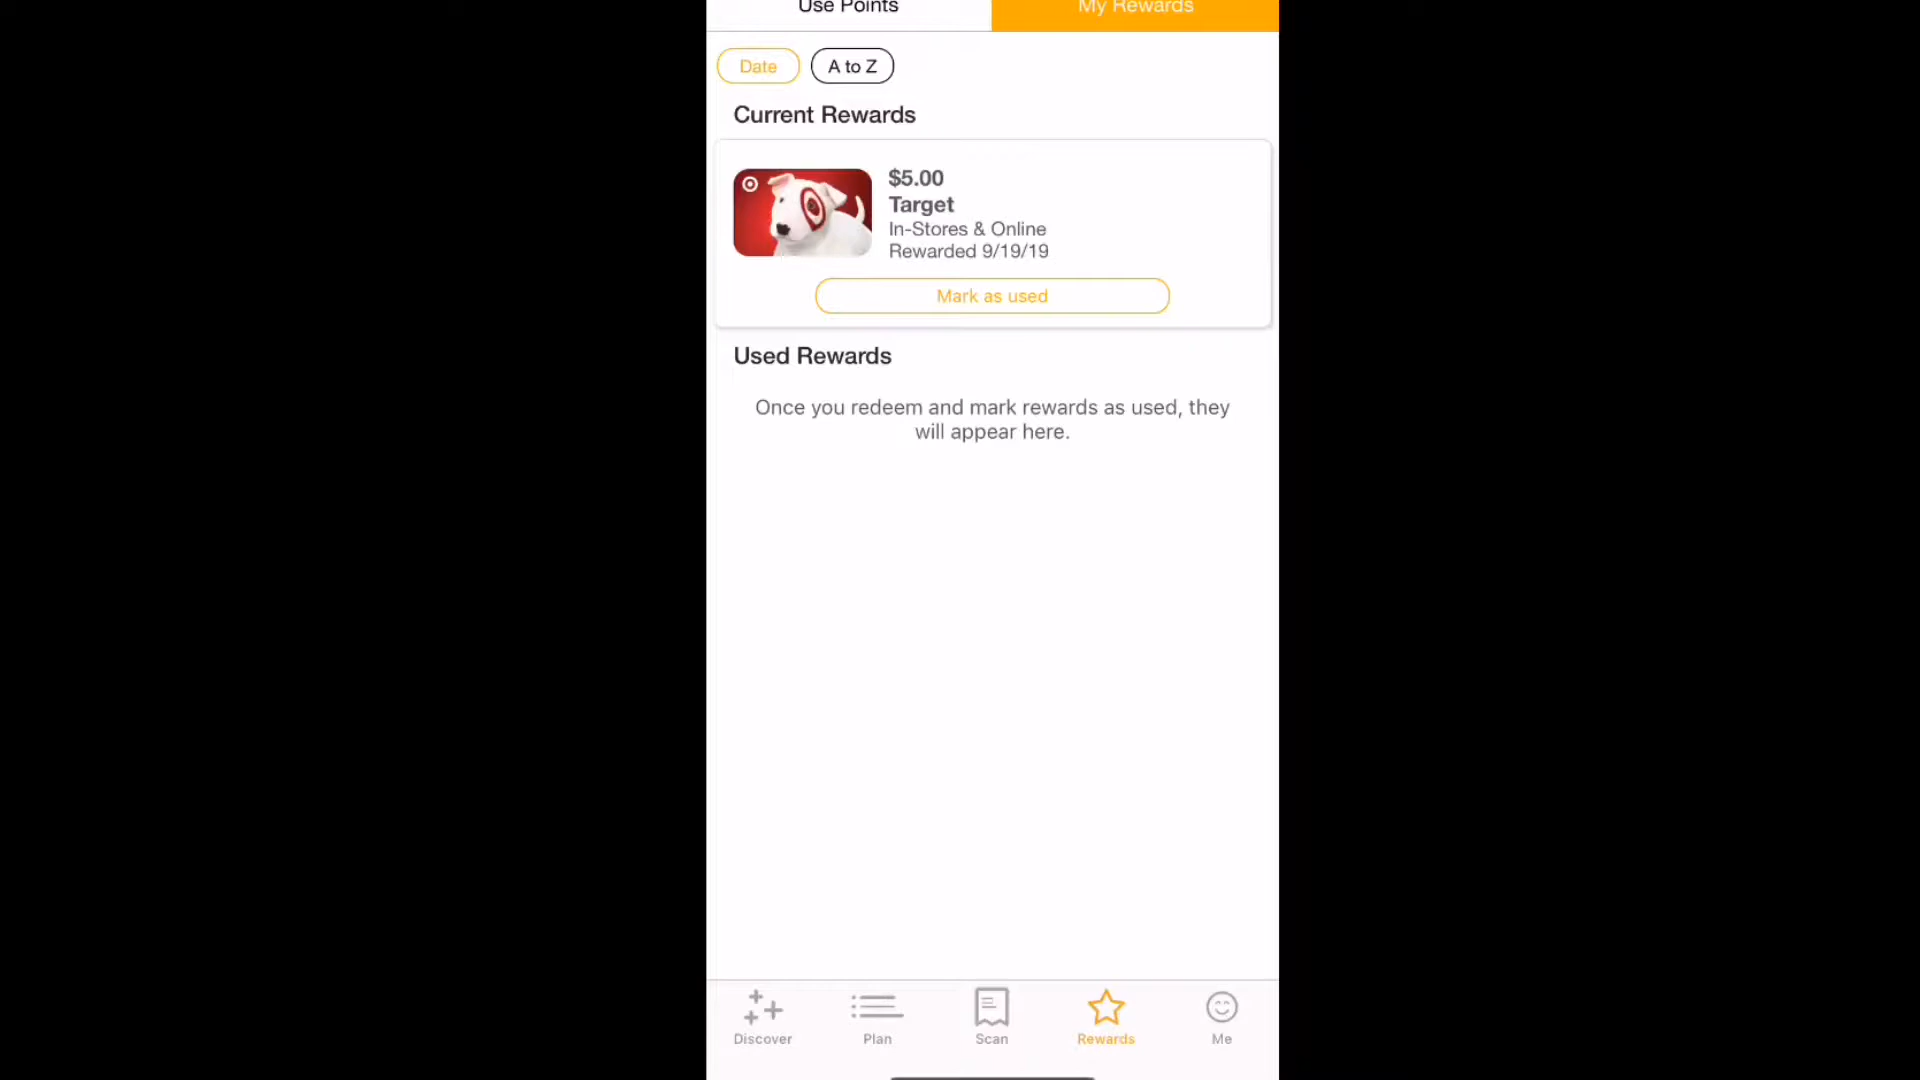 Use Points
My Rewards
Date
A to Z
Current Rewards
$5.00
Target
In-Stores & Online
Rewarded 9/19/19
Mark as used
Used Rewards
Once you redeem and mark rewards as used, they
will appear here.
Discover
Plan
Scan
Rewards
Me